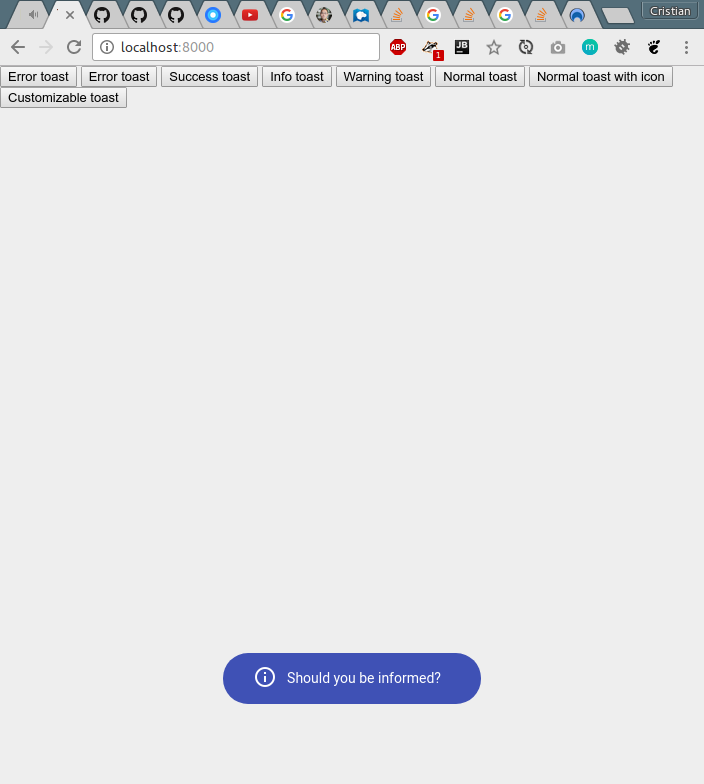 Cristian
localhost:8000
ABP
1
JB
m
Error toast Error toast Success toast Info toast Warning toast Normal toast Normal toast with icon
Customizable toast
Should you be informed?